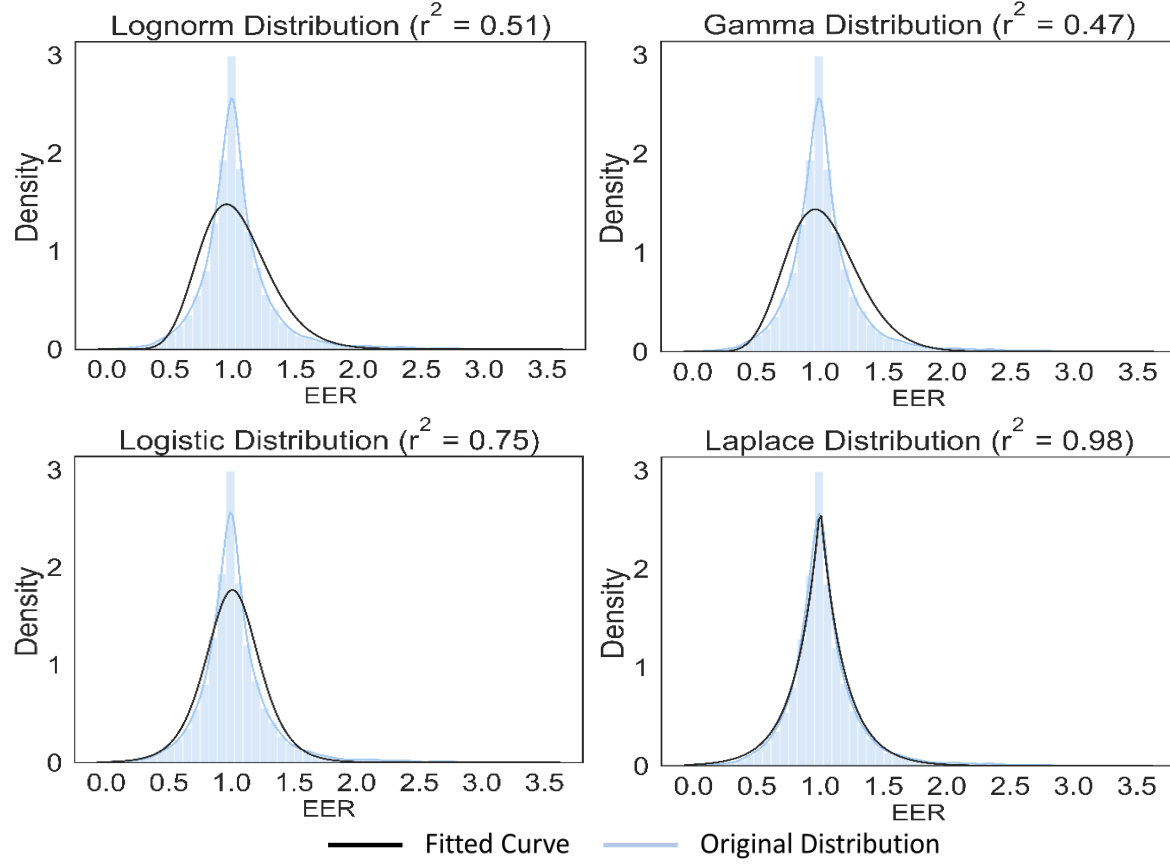 Lognorm Distribution (r² = 0.51)
3
2
1
0
Density
0.0 0.5 1.0 1.5 2.0 2.5 3.0 3.5
EER
Gamma Distribution (r² = 0.47)
3
2
1
0
Density
0.0 0.5 1.0 1.5 2.0 2.5 3.0 3.5
EER
Logistic Distribution (r² = 0.75)
3
2
1
0
Density
0.0 0.5 1.0 1.5 2.0 2.5 3.0 3.5
EER
Laplace Distribution (r² = 0.98)
3
2
1
0
Density
0.0 0.5 1.0 1.5 2.0 2.5 3.0 3.5
EER
Fitted Curve Original Distribution